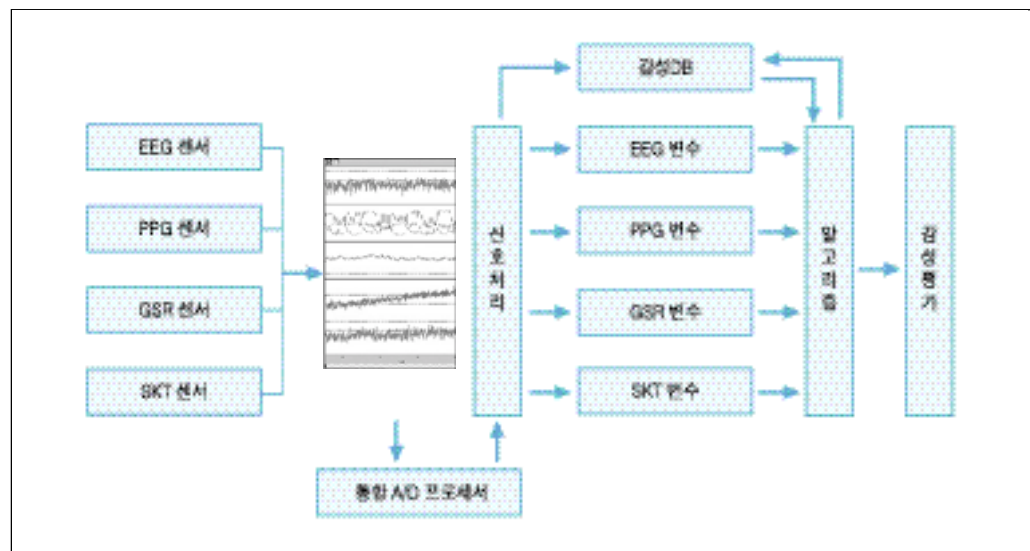 감성DB
EEG 센서
PPG 센서
GSR 센서
SKT 센서
신호처리
EEG 변수
PPG 변수
GSR 변수
SKT 변수
알고리즘
감성평가
통합 A/D 프로세서